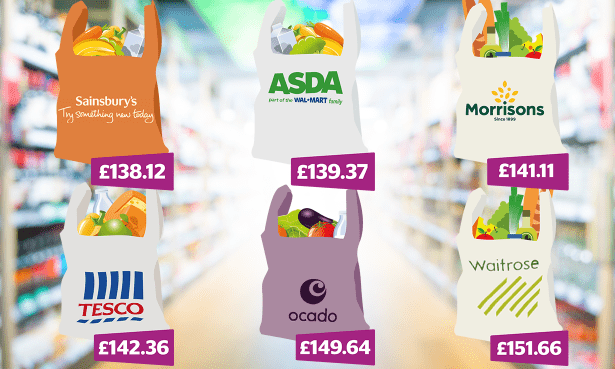 Sainsbury's
Try something new today
£138.12
ASDA
part of the WAL★MART family
£139.37
Morrisons
Since 1899
£141.11
TESCO
£142.36
ocado
£149.64
Waitrose
£151.66